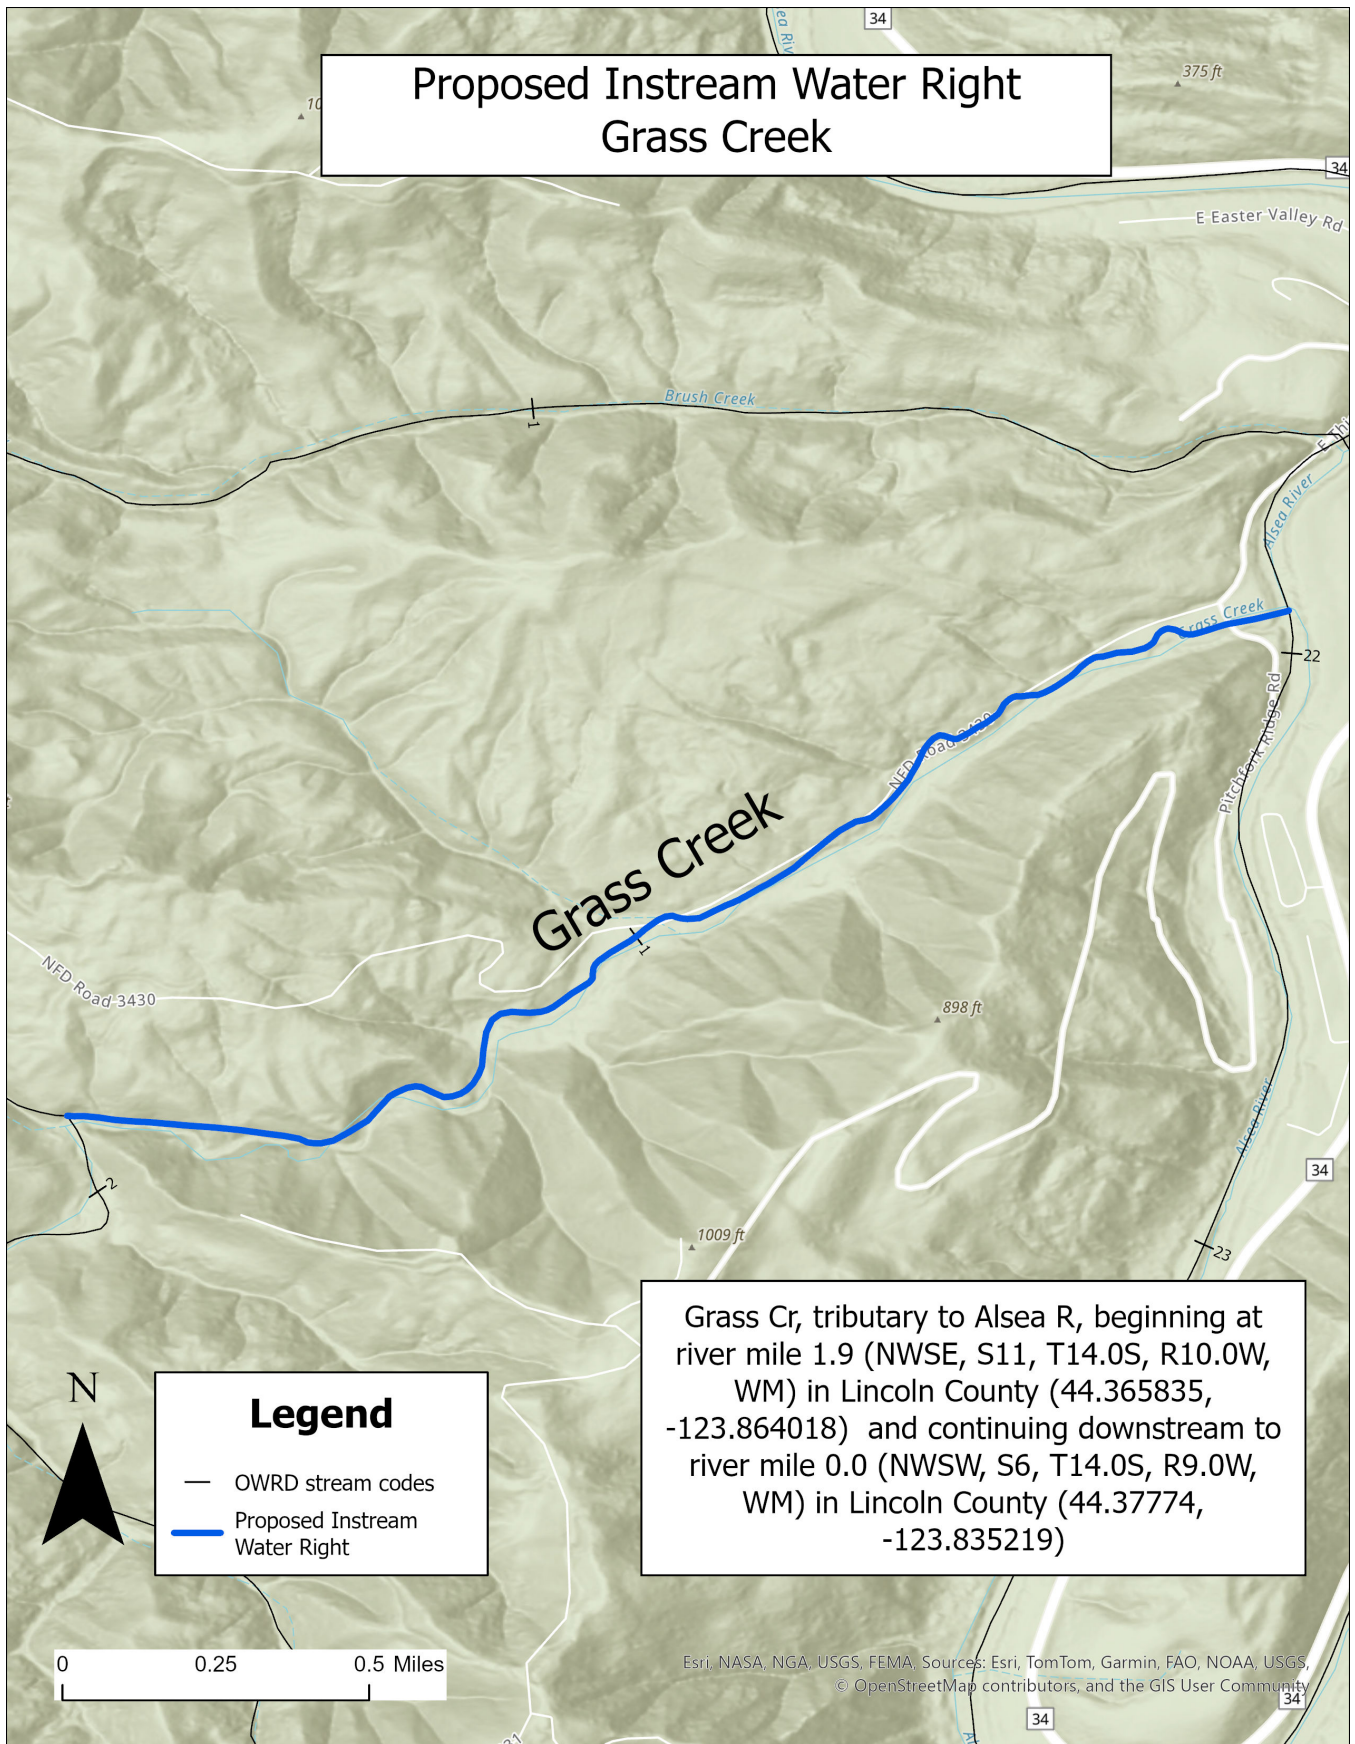 34
375 ft
Proposed Instream Water Right
Grass Creek
34
E Easter Valley Rd
Brush Creek
1
Alsea River
Grass Creek
22
Pitchfork Ridge Rd
NFD Road 3430
Grass Creek
1
NFD Road 3430
898 ft
Alsea River
34
2
1009 ft
23
Grass Cr, tributary to Alsea R, beginning at
river mile 1.9 (NWSE, S11, T14.0S, R10.0W,
WM) in Lincoln County (44.365835,
-123.864018)  and continuing downstream to
river mile 0.0 (NWSW, S6, T14.0S, R9.0W,
WM) in Lincoln County (44.37774,
-123.835219)
N
Legend
OWRD stream codes
Proposed Instream
Water Right
0 0.25 0.5 Miles
Esri, NASA, NGA, USGS, FEMA, Sources: Esri, TomTom, Garmin, FAO, NOAA, USGS,
© OpenStreetMap contributors, and the GIS User Community
34
34